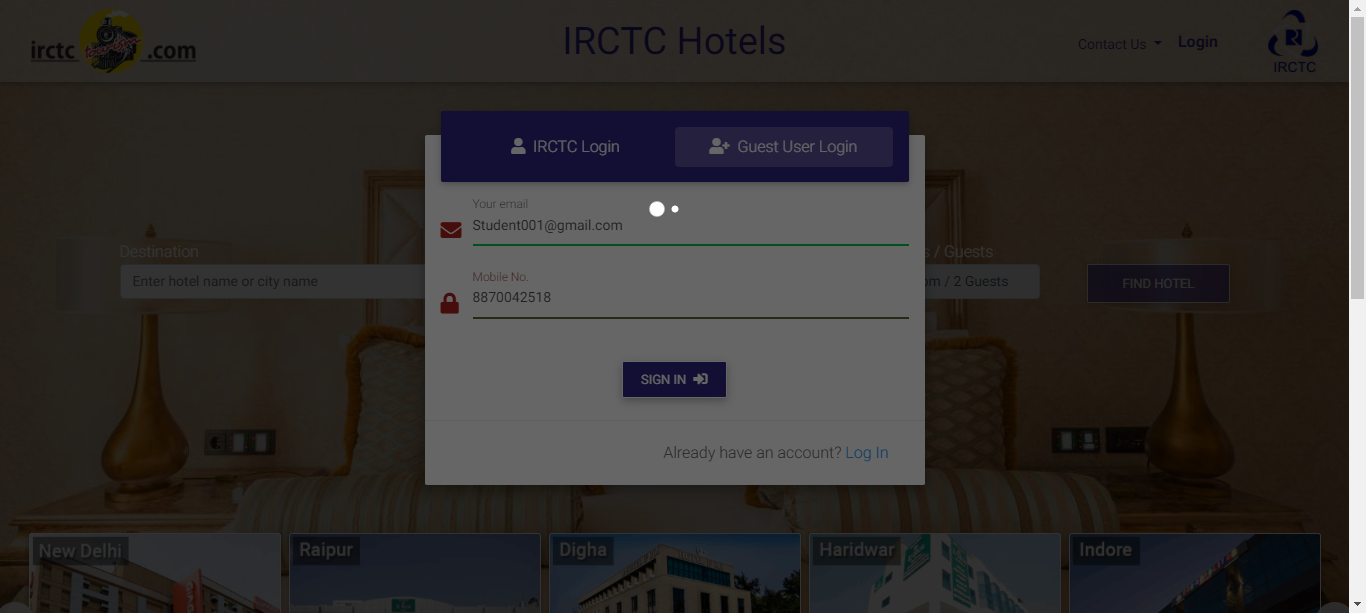 irctc tourism .com
IRCTC Hotels
Contact Us
Login
IRCTC
IRCTC Login
Guest User Login
Your email
Student001@gmail.com
Destination
s / Guests
Enter hotel name or city name
om / 2 Guests
FIND HOTEL
Mobile No.
8870042518
SIGN IN
Already have an account? Log In
New Delhi
Raipur
Digha
Haridwar
Indore